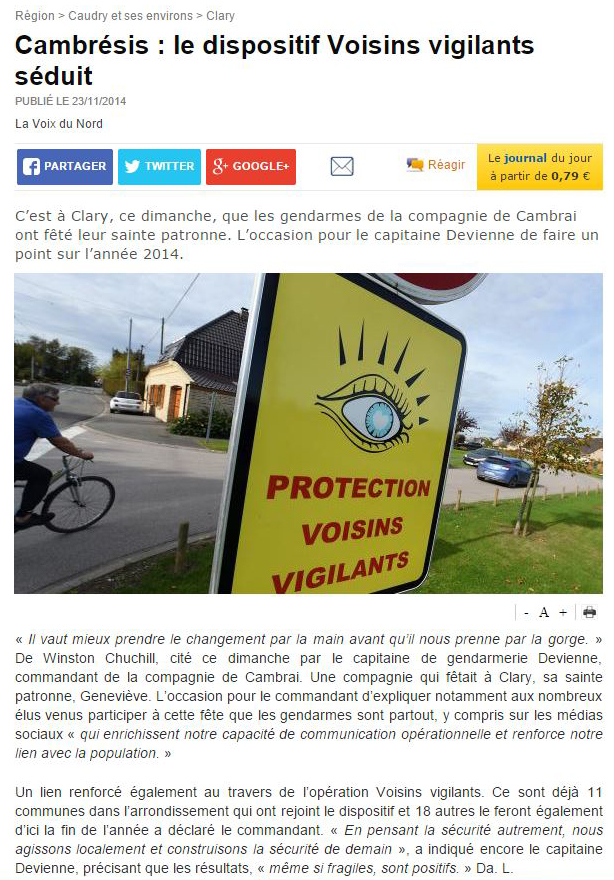 Région > Caudry et ses environs > Clary
Cambrésis : le dispositif Voisins vigilants
séduit
PUBLIÉ LE 23/11/2014
La Voix du Nord
PARTAGER
TWITTER
GOOGLE+
Réagir
Le journal du jour
à partir de 0,79 €
C'est à Clary, ce dimanche, que les gendarmes de la compagnie de Cambrai
ont fêté leur sainte patronne. L'occasion pour le capitaine Devienne de faire un
point sur l'année 2014.
PROTECTION
VOISINS
VIGILANTS
- A +
« Il vaut mieux prendre le changement par la main avant qu'il nous prenne par la gorge. »
De Winston Chuchill, cité ce dimanche par le capitaine de gendarmerie Devienne,
commandant de la compagnie de Cambrai. Une compagnie qui fêtait à Clary, sa sainte
patronne, Geneviève. L'occasion pour le commandant d'expliquer notamment aux nombreux
élus venus participer à cette fête que les gendarmes sont partout, y compris sur les médias
sociaux « qui enrichissent notre capacité de communication opérationnelle et renforce notre
lien avec la population. »
Un lien renforcé également au travers de l'opération Voisins vigilants. Ce sont déjà 11
communes dans l'arrondissement qui ont rejoint le dispositif et 18 autres le feront également
d'ici la fin de l'année a déclaré le commandant. « En pensant la sécurité autrement, nous
agissons localement et construisons la sécurité de demain », a indiqué encore le capitaine
Devienne, précisant que les résultats, « même si fragiles, sont positifs. » Da. L.